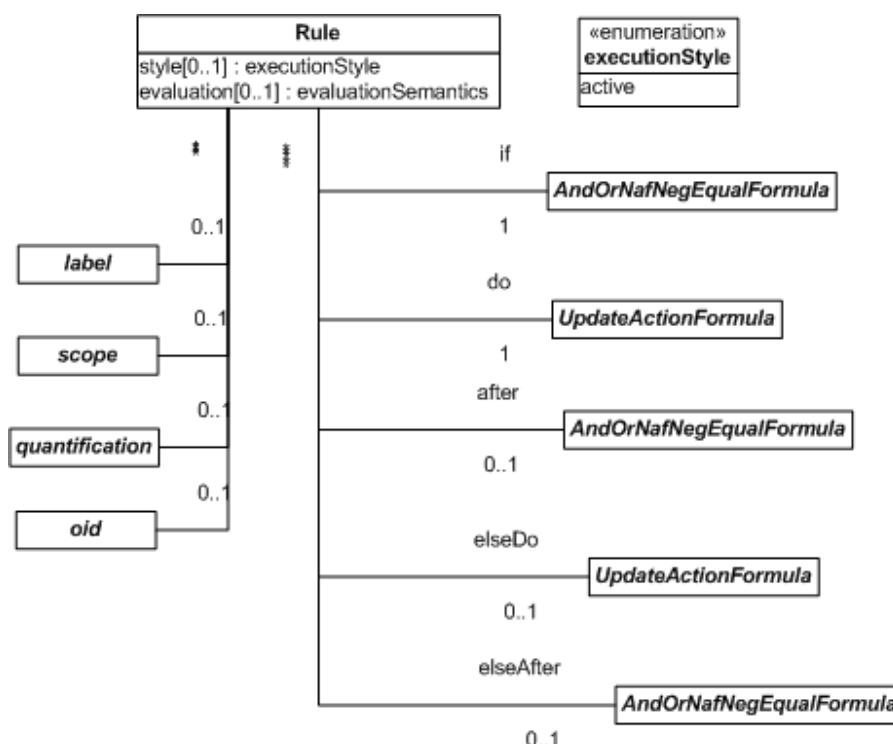 Rule
style[0..1] : executionStyle
evaluation[0..1] : evaluationSemantics
«enumeration»
executionStyle
active
if
AndOrNafNegEqualFormula
1
do
UpdateActionFormula
1
after
AndOrNafNegEqualFormula
0..1
elseDo
UpdateActionFormula
0..1
elseAfter
AndOrNafNegEqualFormula
0..1
0..1
label
0..1
scope
0..1
quantification
0..1
oid